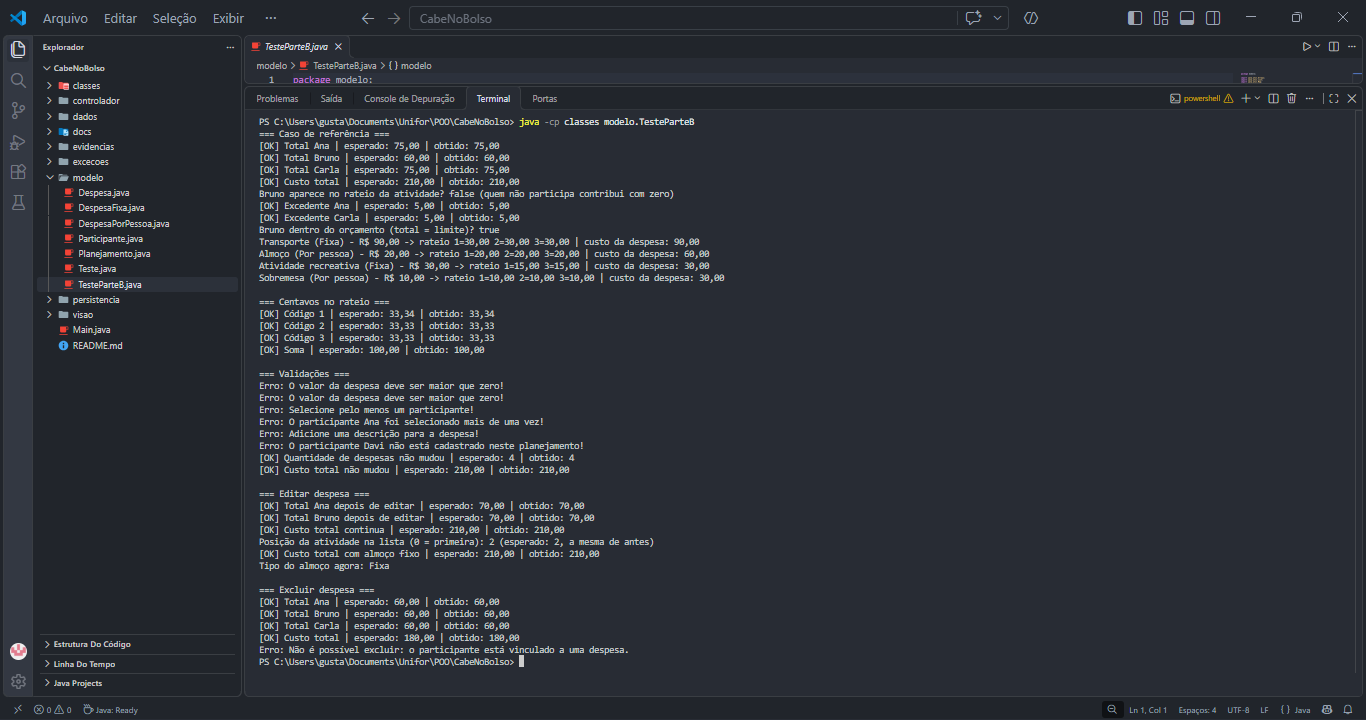 Arquivo Editar Seleção Exibir ··· CabeNoBolso
Explorador ···
CabeNoBolso
classes
controlador
dados
docs
evidencias
excecoes
modelo
Despesa.java
DespesaFixa.java
DespesaPorPessoa.java
Participante.java
Planejamento.java
Teste.java
TesteParteB.java
persistencia
visao
Main.java
README.md
Estrutura Do Código
Linha Do Tempo
Java Projects
TesteParteB.java
modelo > TesteParteB.java > { } modelo
1 package modelo;
Problemas Saída Console de Depuração Terminal Portas powershell
PS C:\Users\gusta\Documents\Unifor\POO\CabeNoBolso> java -cp classes modelo.TesteParteB
=== Caso de referência ===
[OK] Total Ana | esperado: 75,00 | obtido: 75,00
[OK] Total Bruno | esperado: 60,00 | obtido: 60,00
[OK] Total Carla | esperado: 75,00 | obtido: 75,00
[OK] Custo total | esperado: 210,00 | obtido: 210,00
Bruno aparece no rateio da atividade? false (quem não participa contribui com zero)
[OK] Excedente Ana | esperado: 5,00 | obtido: 5,00
[OK] Excedente Carla | esperado: 5,00 | obtido: 5,00
Bruno dentro do orçamento (total = limite)? true
Transporte (Fixa) - R$ 90,00 -> rateio 1=30,00 2=30,00 3=30,00 | custo da despesa: 90,00
Almoço (Por pessoa) - R$ 20,00 -> rateio 1=20,00 2=20,00 3=20,00 | custo da despesa: 60,00
Atividade recreativa (Fixa) - R$ 30,00 -> rateio 1=15,00 3=15,00 | custo da despesa: 30,00
Sobremesa (Por pessoa) - R$ 10,00 -> rateio 1=10,00 2=10,00 3=10,00 | custo da despesa: 30,00
=== Centavos no rateio ===
[OK] Código 1 | esperado: 33,34 | obtido: 33,34
[OK] Código 2 | esperado: 33,33 | obtido: 33,33
[OK] Código 3 | esperado: 33,33 | obtido: 33,33
[OK] Soma | esperado: 100,00 | obtido: 100,00
=== Validações ===
Erro: O valor da despesa deve ser maior que zero!
Erro: O valor da despesa deve ser maior que zero!
Erro: Selecione pelo menos um participante!
Erro: O participante Ana foi selecionado mais de uma vez!
Erro: Adicione uma descrição para a despesa!
Erro: O participante Davi não está cadastrado neste planejamento!
[OK] Quantidade de despesas não mudou | esperado: 4 | obtido: 4
[OK] Custo total não mudou | esperado: 210,00 | obtido: 210,00
=== Editar despesa ===
[OK] Total Ana depois de editar | esperado: 70,00 | obtido: 70,00
[OK] Total Bruno depois de editar | esperado: 70,00 | obtido: 70,00
[OK] Custo total continua | esperado: 210,00 | obtido: 210,00
Posição da atividade na lista (0 = primeira): 2 (esperado: 2, a mesma de antes)
[OK] Custo total com almoço fixo | esperado: 210,00 | obtido: 210,00
Tipo do almoço agora: Fixa
=== Excluir despesa ===
[OK] Total Ana | esperado: 60,00 | obtido: 60,00
[OK] Total Bruno | esperado: 60,00 | obtido: 60,00
[OK] Total Carla | esperado: 60,00 | obtido: 60,00
[OK] Custo total | esperado: 180,00 | obtido: 180,00
Erro: Não é possível excluir: o participante está vinculado a uma despesa.
PS C:\Users\gusta\Documents\Unifor\POO\CabeNoBolso>
0 0 Java: Ready Ln 1, Col 1 Espaços: 4 UTF-8 LF { } Java